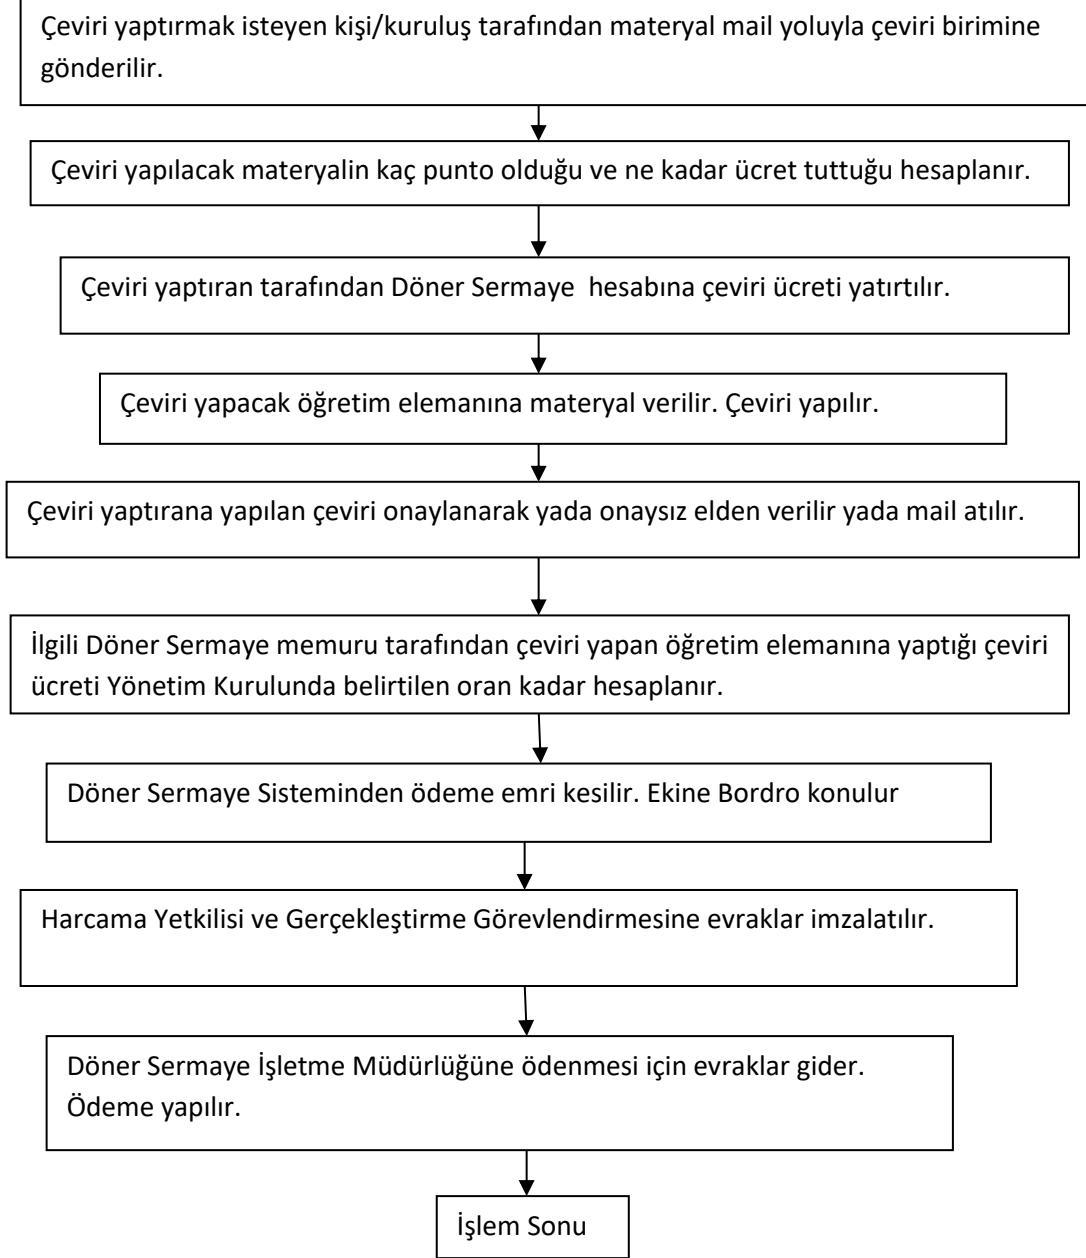 Çeviri yaptırmak isteyen kişi/kuruluş tarafından materyal mail yoluyla çeviri birimine
gönderilir.
Çeviri yapılacak materyalin kaç punto olduğu ve ne kadar ücret tuttuğu hesaplanır.
Çeviri yaptıran tarafından Döner Sermaye hesabına çeviri ücreti yatırtılır.
Çeviri yapacak öğretim elemanına materyal verilir. Çeviri yapılır.
Çeviri yaptırana yapılan çeviri onaylanarak yada onaysız elden verilir yada mail atılır.
İlgili Döner Sermaye memuru tarafından çeviri yapan öğretim elemanına yaptığı çeviri
ücreti Yönetim Kurulunda belirtilen oran kadar hesaplanır.
Döner Sermaye Sisteminden ödeme emri kesilir. Ekine Bordro konulur
Harcama Yetkilisi ve Gerçekleştirme Görevlendirmesine evraklar imzalatılır.
Döner Sermaye İşletme Müdürlüğüne ödenmesi için evraklar gider.
Ödeme yapılır.
İşlem Sonu